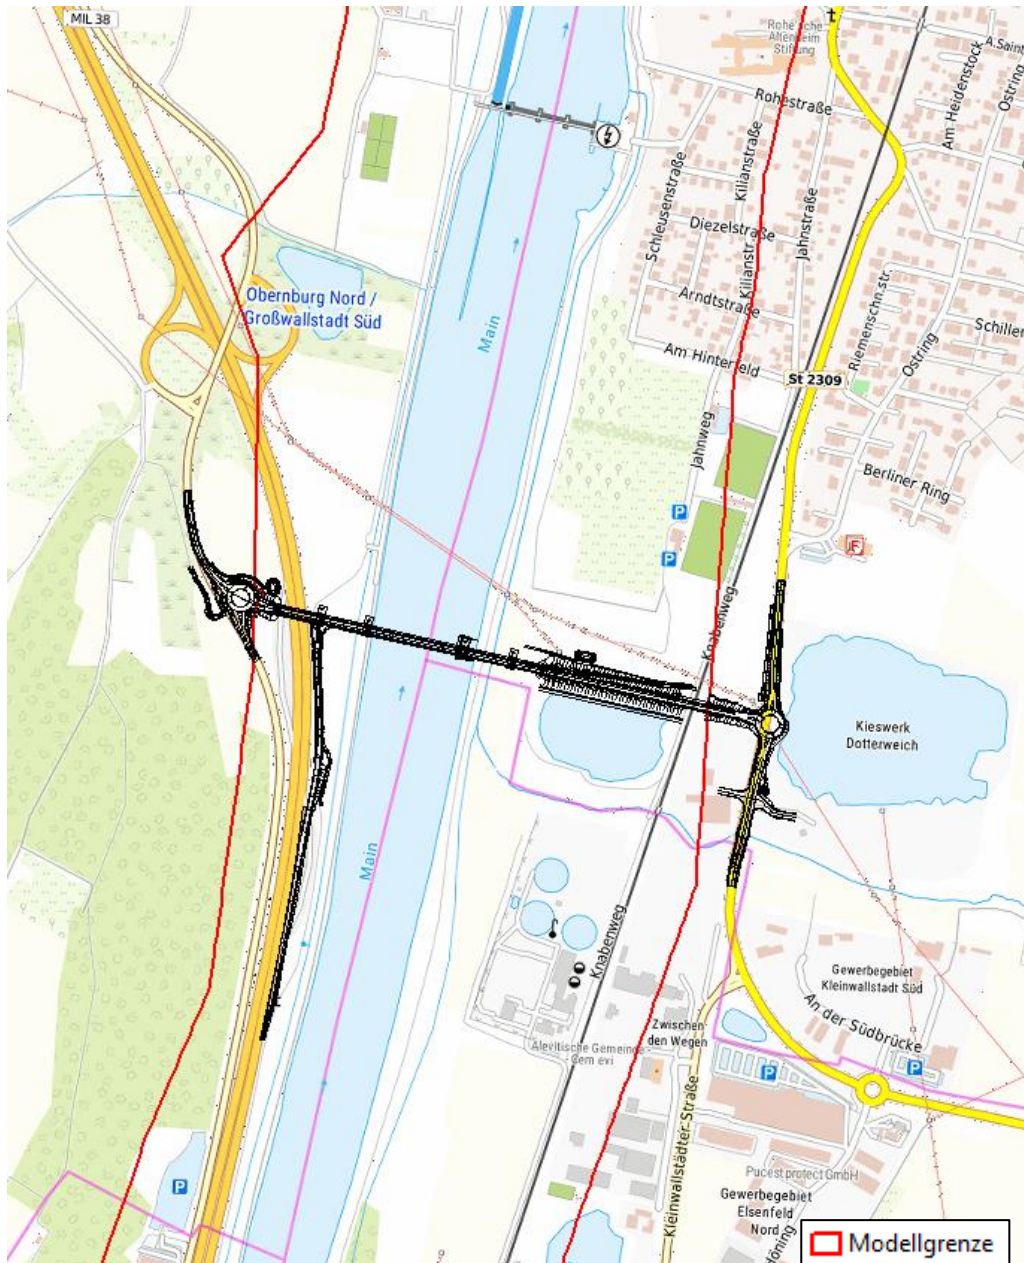 MIL 38
Rohe'sche
Altenheim
Stiftung
t
A.Saint
Rohestraße
Am Heidenstock
Ostring
Schleusenstraße
Kilianstraße
Jahnstraße
Diezelstraße
Kilianstr.
Obernburg Nord /
Großwallstadt Süd
Arndtstraße
Riemenschn.str.
Ostring
Schiller
Main
Am Hinterfeld
St 2309
Jahnweg
Berliner Ring
P
F
P
Knabenweg
Kieswerk
Dotterweich
Main
Knabenweg
Gewerbegebiet
Kleinwallstadt Süd
An der Südbrücke
Zwischen
den Wegen
Alevitische Gemeinde -
Cem evi
P
P
Kleinwallstädter Straße
Pucest protect GmbH
P
Gewerbegebiet
Elsenfeld
Nord
Höning
Modellgrenze